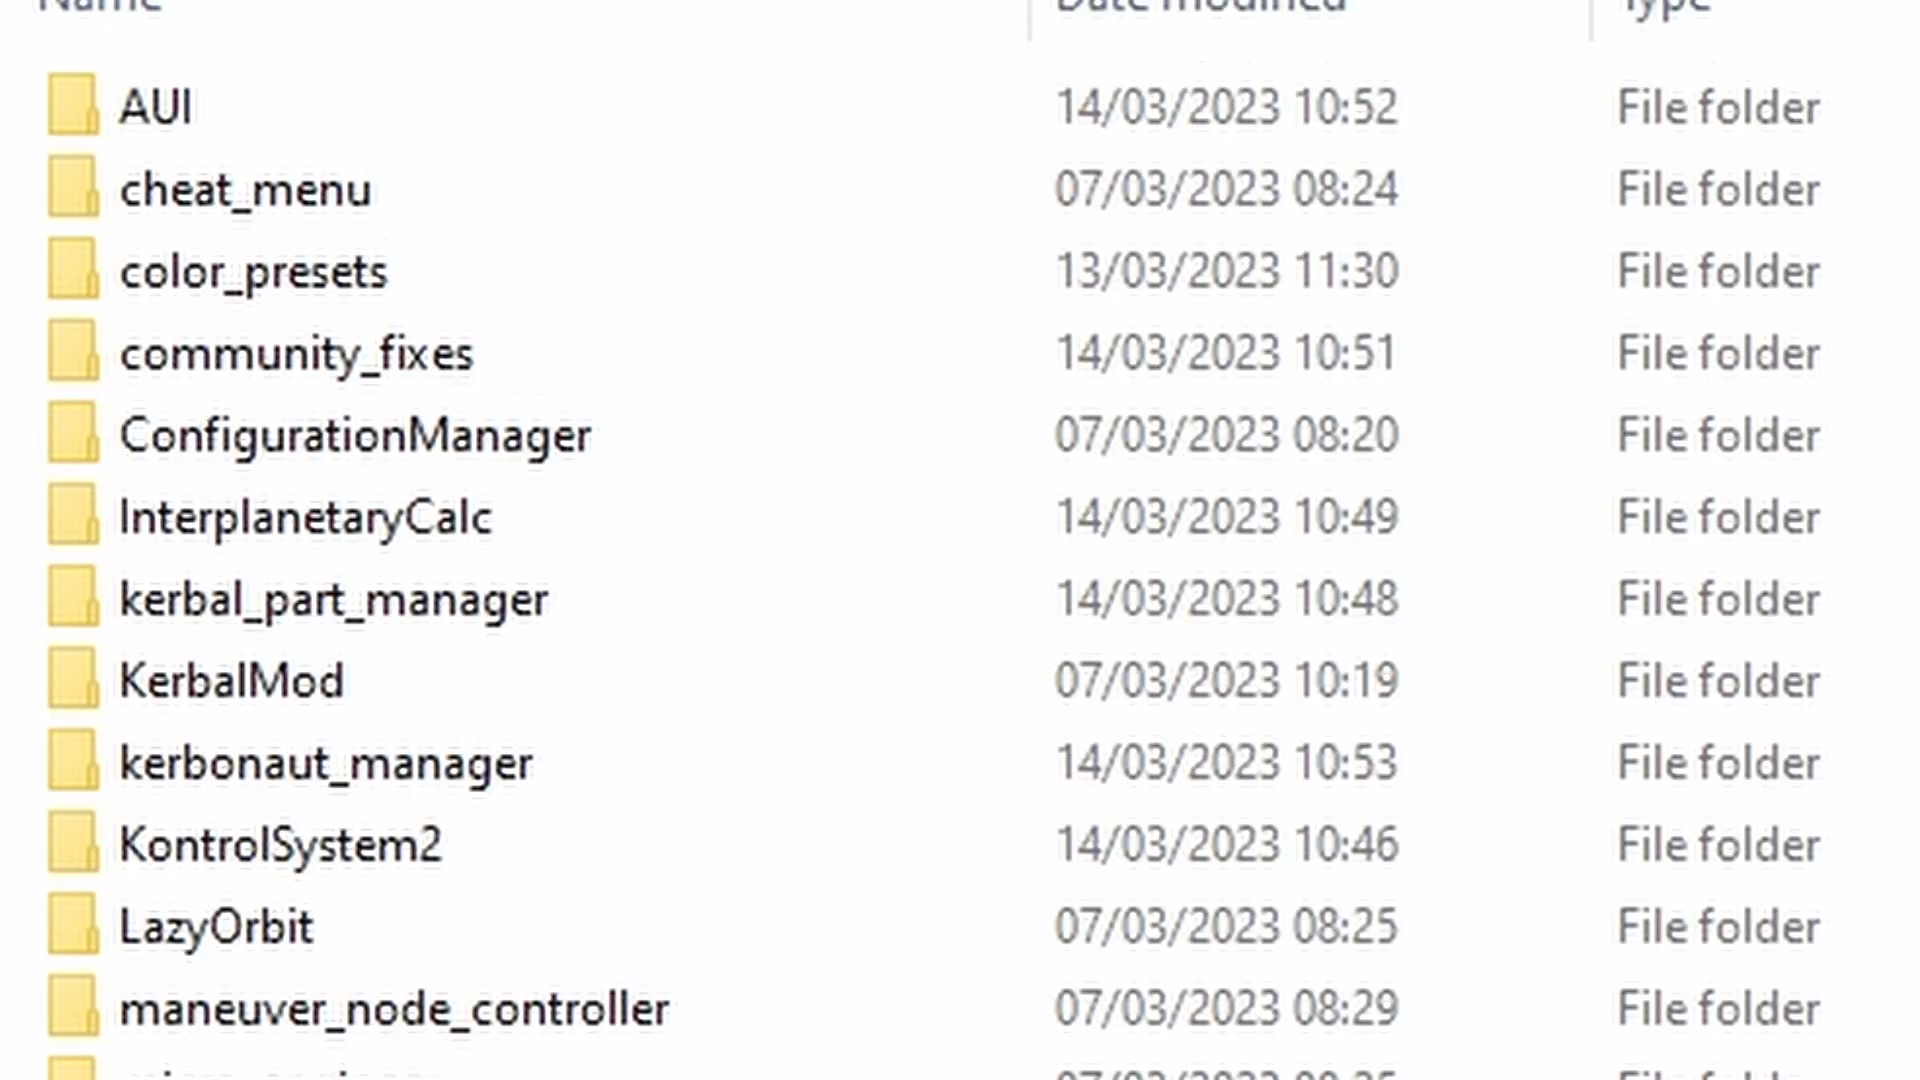 Name Date modified Type
AUI 14/03/2023 10:52 File folder
cheat_menu 07/03/2023 08:24 File folder
color_presets 13/03/2023 11:30 File folder
community_fixes 14/03/2023 10:51 File folder
ConfigurationManager 07/03/2023 08:20 File folder
InterplanetaryCalc 14/03/2023 10:49 File folder
kerbal_part_manager 14/03/2023 10:48 File folder
KerbalMod 07/03/2023 10:19 File folder
kerbonaut_manager 14/03/2023 10:53 File folder
KontrolSystem2 14/03/2023 10:46 File folder
LazyOrbit 07/03/2023 08:25 File folder
maneuver_node_controller 07/03/2023 08:29 File folder